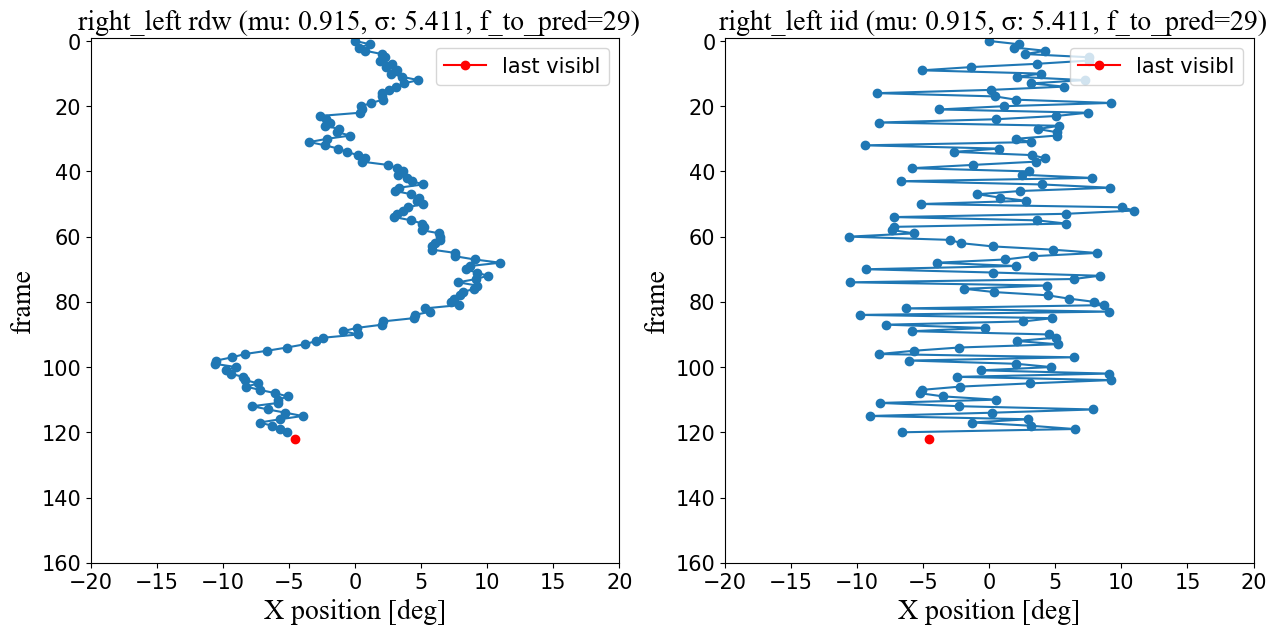 right_left rdw (mu: 0.915, σ: 5.411, f_to_pred=29)
last visibl
0
20
40
60
80
100
120
140
160
frame
−20 −15 −10 −5 0 5 10 15 20
X position [deg]
right_left iid (mu: 0.915, σ: 5.411, f_to_pred=29)
last visibl
0
20
40
60
80
100
120
140
160
frame
−20 −15 −10 −5 0 5 10 15 20
X position [deg]